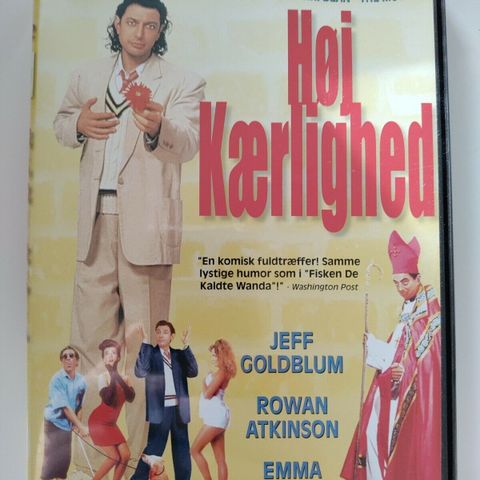 Høj
Kærlighed
"En komisk fuldtræffer! Samme
lystige humor som i "Fisken De
Kaldte Wanda"!" - Washington Post
JEFF
GOLDBLUM
ROWAN
ATKINSON
EMMA